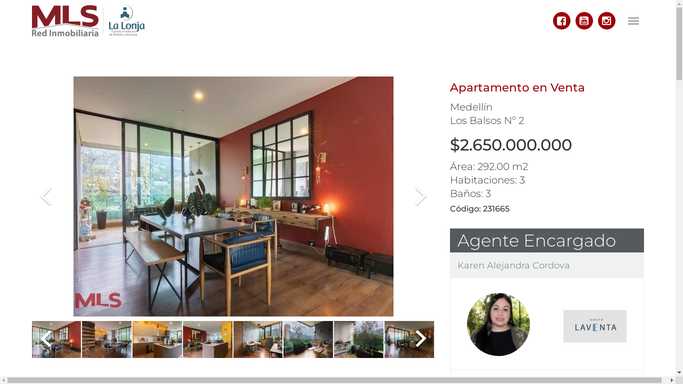 MLS
Red Inmobiliaria
La Lonja
Apartamento en Venta
Medellín
Los Balsos N° 2
$2.650.000.000
Área: 292.00 m2
Habitaciones: 3
Baños: 3
Código: 231665
Agente Encargado
Karen Alejandra Cordova
MLS
LAVENTA